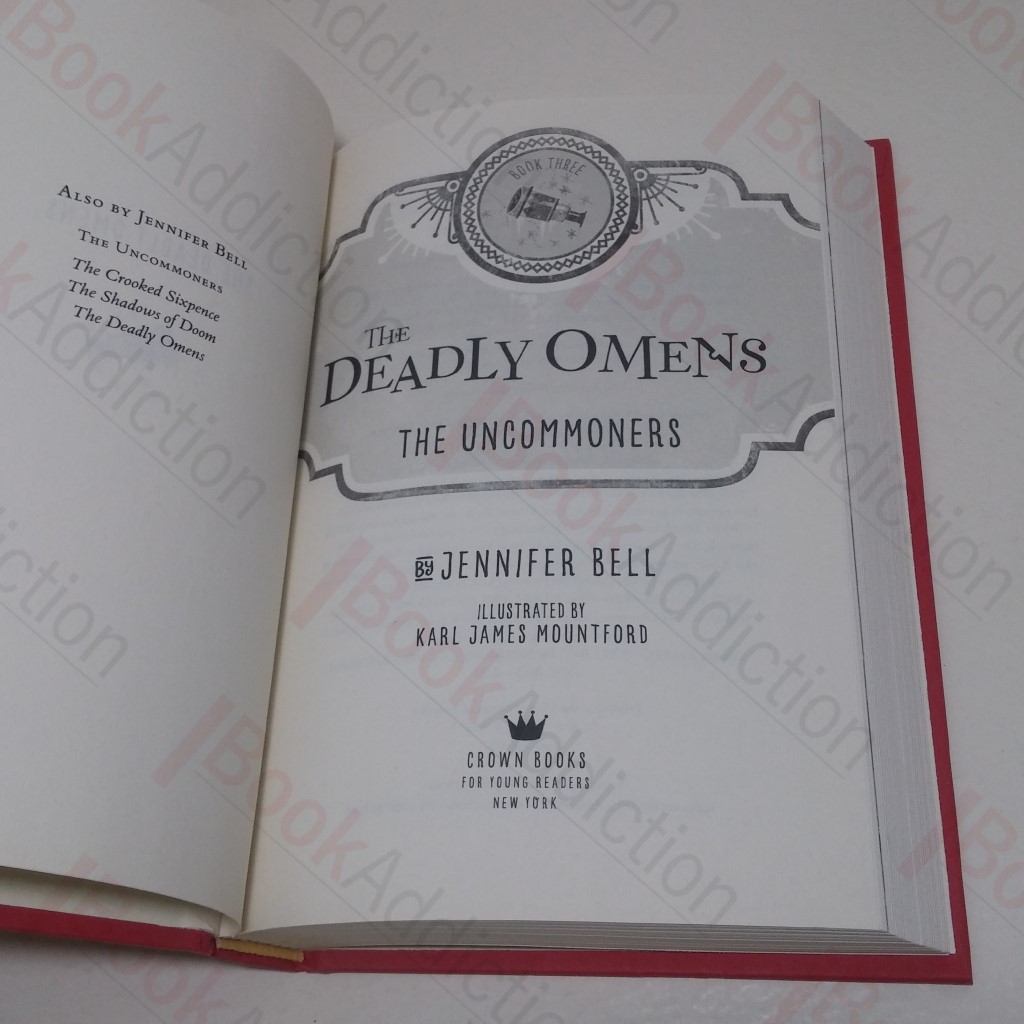 ALSO BY JENNIFER BELL
THE UNCOMMONERS
The Crooked Sixpence
The Shadows of Doom
The Deadly Omens
BOOK THREE
THE
DEADLY OMENS
THE UNCOMMONERS
BY JENNIFER BELL
ILLUSTRATED BY
KARL JAMES MOUNTFORD
CROWN BOOKS
FOR YOUNG READERS
NEW YORK
BookAddiction